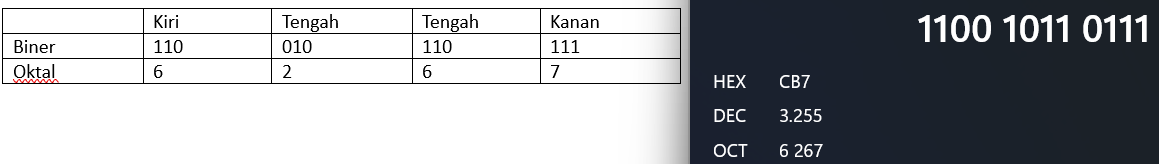 Kiri Tengah Tengah Kanan
Biner 110 010 110 111
Oktal 6 2 6 7
1100 1011 0111
HEX CB7
DEC 3.255
OCT 6 267